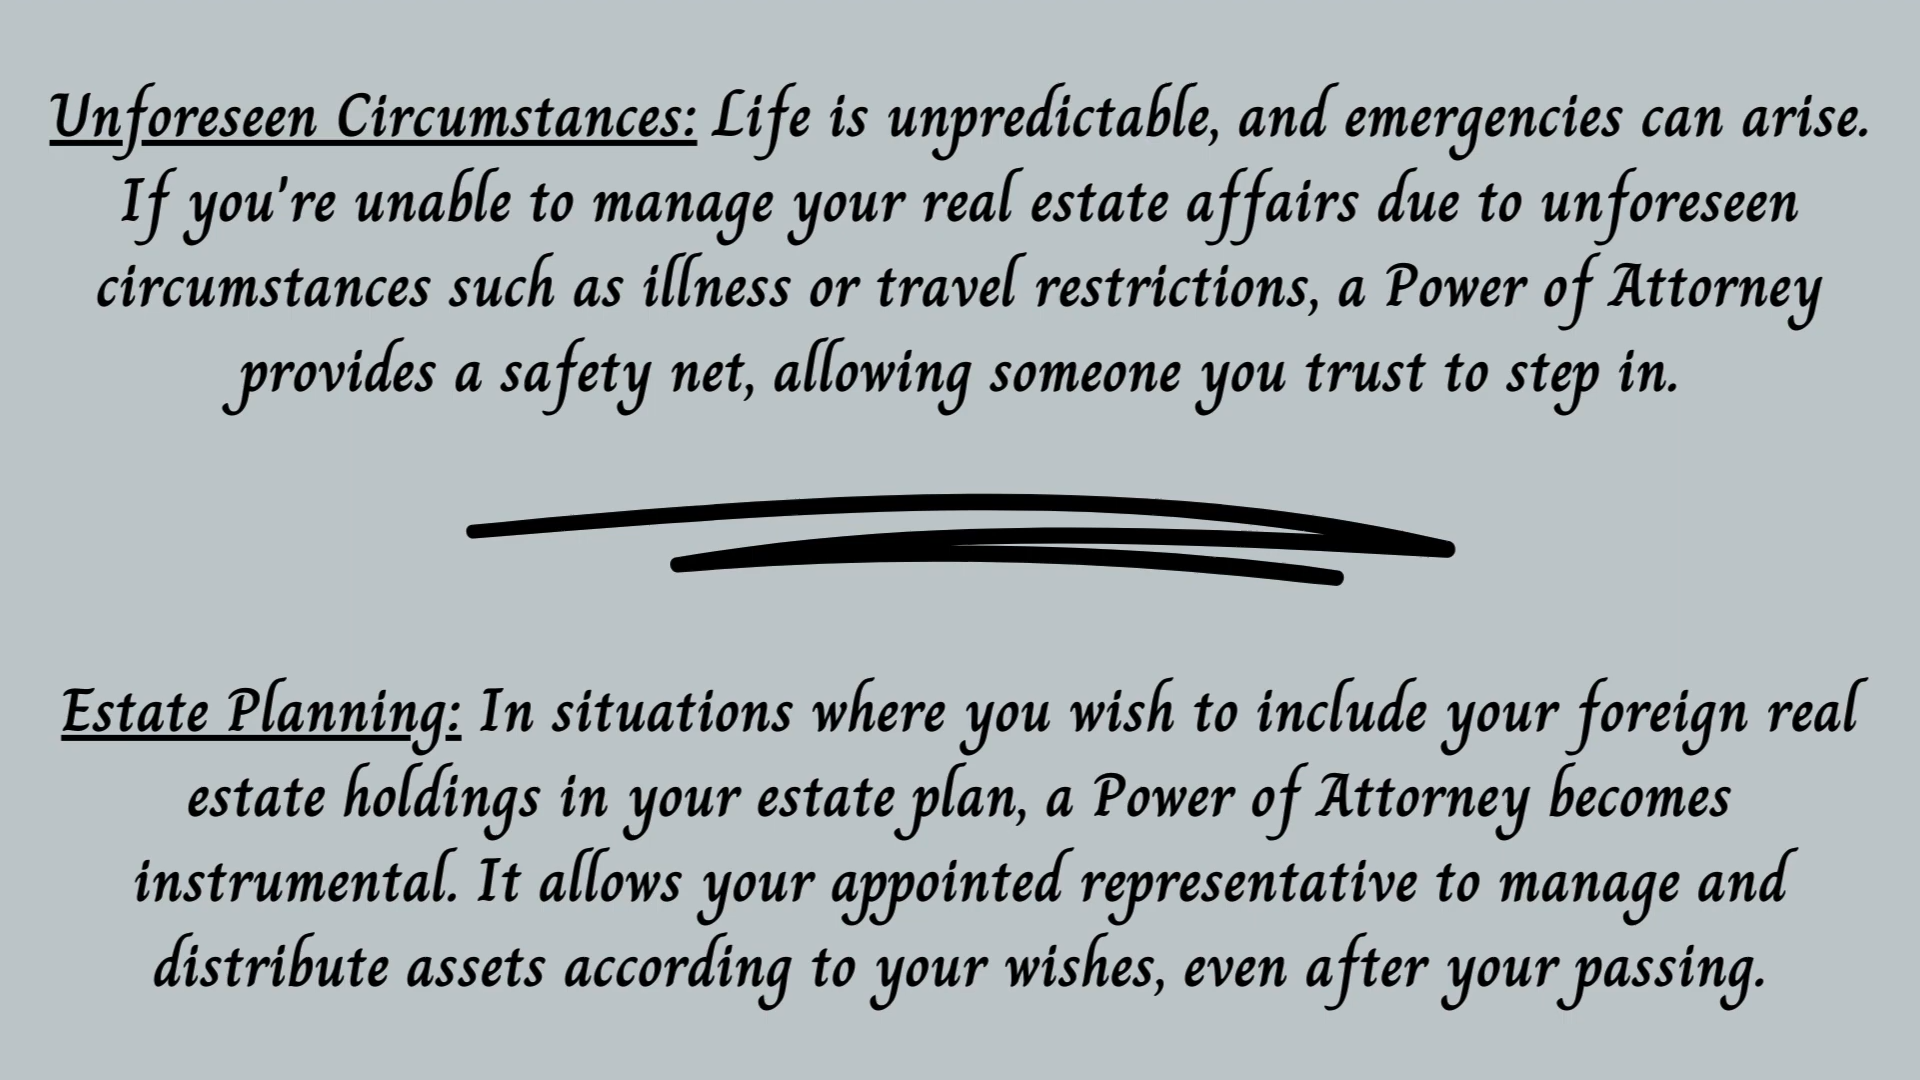 Unforeseen Circumstances: Life is unpredictable, and emergencies can arise.
If you're unable to manage your real estate affairs due to unforeseen
circumstances such as illness or travel restrictions, a Power of Attorney
provides a safety net, allowing someone you trust to step in.
Estate Planning: In situations where you wish to include your foreign real
estate holdings in your estate plan, a Power of Attorney becomes
instrumental. It allows your appointed representative to manage and
distribute assets according to your wishes, even after your passing.